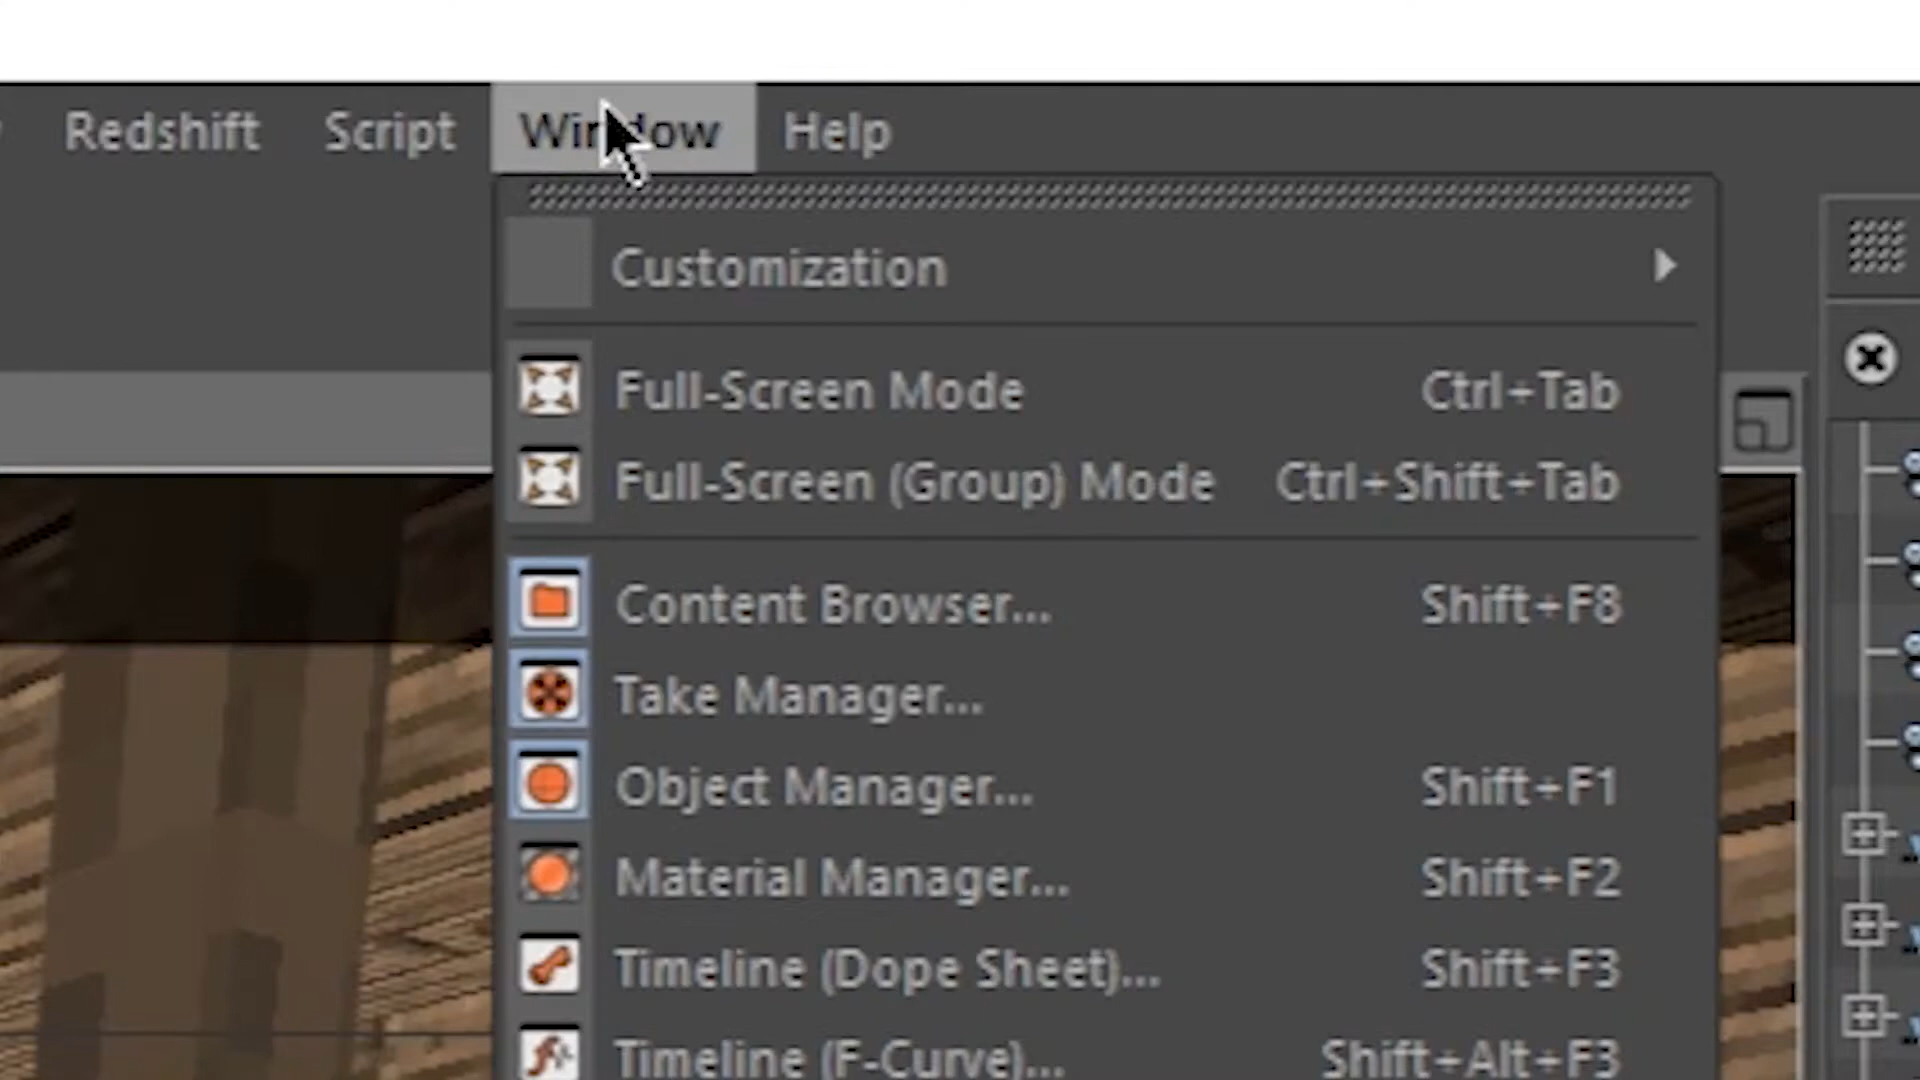 Redshift Script Window Help
Customization
Full-Screen Mode Ctrl+Tab
Full-Screen (Group) Mode Ctrl+Shift+Tab
Content Browser... Shift+F8
Take Manager...
Object Manager... Shift+F1
Material Manager... Shift+F2
Timeline (Dope Sheet)... Shift+F3
Timeline (F-Curve)... Shift+Alt+F3